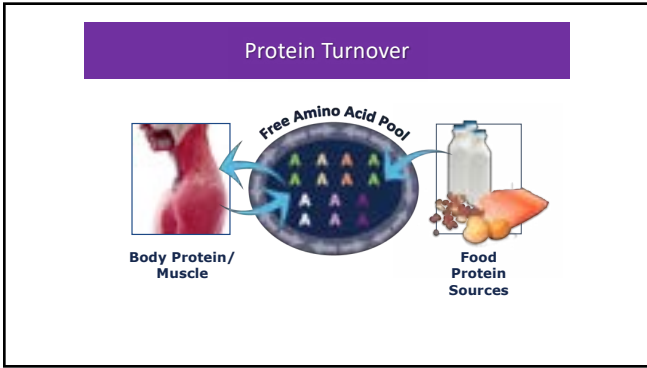 Protein Turnover
Free Amino Acid Pool
A A A A
A A A A
A A A
A A A
Body Protein/
Muscle
Food
Protein
Sources